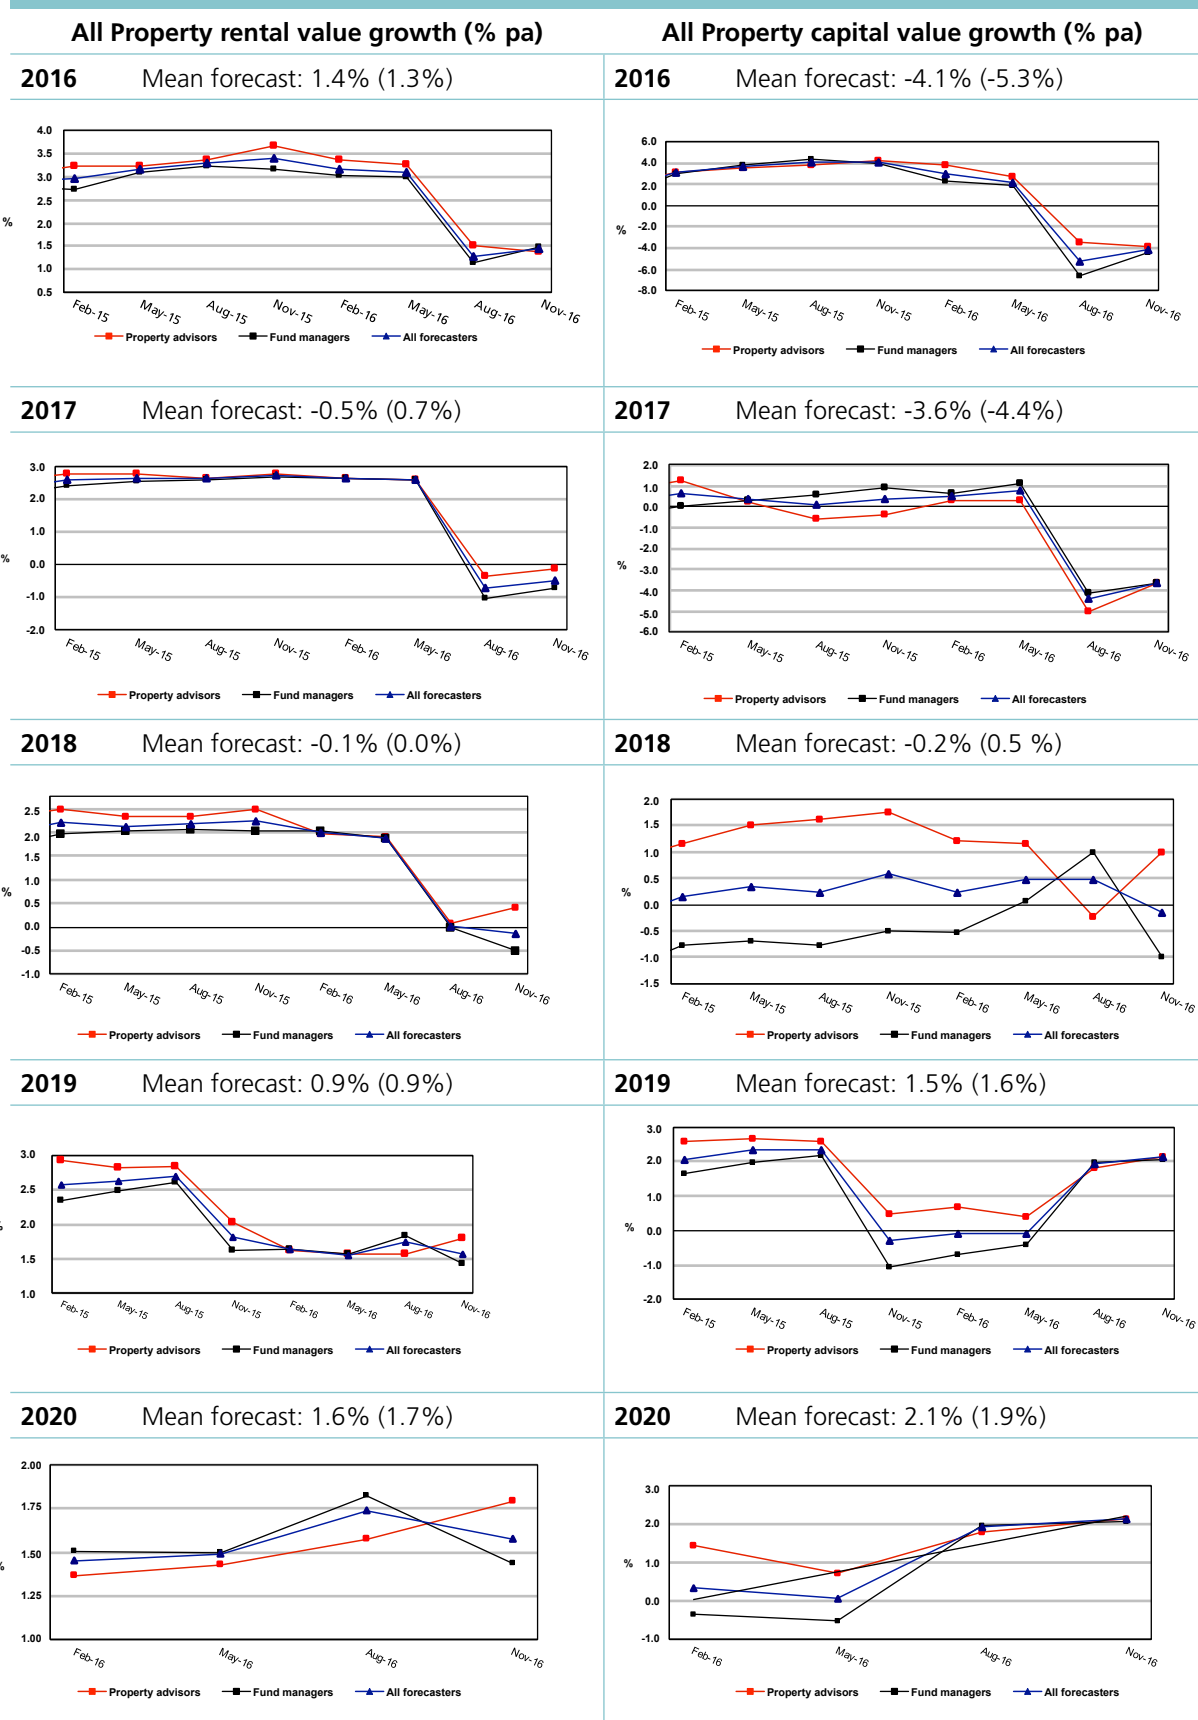 All Property rental value growth (% pa)
All Property capital value growth (% pa)
2016 Mean forecast: 1.4% (1.3%)
4.0
3.5
3.0
2.5
2.0
1.5
1.0
0.5
%
Feb-15 May-15 Aug-15 Nov-15 Feb-16 May-16 Aug-16 Nov-16
Property advisors Fund managers All forecasters
2016 Mean forecast: -4.1% (-5.3%)
6.0
4.0
2.0
0.0
%
-2.0
-4.0
-6.0
-8.0
Feb-15 May-15 Aug-15 Nov-15 Feb-16 May-16 Aug-16 Nov-16
Property advisors Fund managers All forecasters
2017 Mean forecast: -0.5% (0.7%)
3.0
2.0
1.0
%
0.0
-1.0
-2.0
Feb-15 May-15 Aug-15 Nov-15 Feb-16 May-16 Aug-16 Nov-16
Property advisors Fund managers All forecasters
2017 Mean forecast: -3.6% (-4.4%)
2.0
1.0
0.0
-1.0
-2.0
%
-3.0
-4.0
-5.0
-6.0
Feb-15 May-15 Aug-15 Nov-15 Feb-16 May-16 Aug-16 Nov-16
Property advisors Fund managers All forecasters
2018 Mean forecast: -0.1% (0.0%)
2.5
2.0
1.5
1.0
%
0.5
0.0
-0.5
-1.0
Feb-15 May-15 Aug-15 Nov-15 Feb-16 May-16 Aug-16 Nov-16
Property advisors Fund managers All forecasters
2018 Mean forecast: -0.2% (0.5 %)
2.0
1.5
1.0
0.5
%
0.0
-0.5
-1.0
-1.5
Feb-15 May-15 Aug-15 Nov-15 Feb-16 May-16 Aug-16 Nov-16
Property advisors Fund managers All forecasters
2019 Mean forecast: 0.9% (0.9%)
3.0
2.5
2.0
%
1.5
1.0
Feb-15 May-15 Aug-15 Nov-15 Feb-16 May-16 Aug-16 Nov-16
Property advisors Fund managers All forecasters
2019 Mean forecast: 1.5% (1.6%)
3.0
2.0
1.0
%
0.0
-1.0
-2.0
Feb-15 May-15 Aug-15 Nov-15 Feb-16 May-16 Aug-16 Nov-16
Property advisors Fund managers All forecasters
2020 Mean forecast: 1.6% (1.7%)
2.00
1.75
1.50
%
1.25
1.00
Feb-16 May-16 Aug-16 Nov-16
Property advisors Fund managers All forecasters
2020 Mean forecast: 2.1% (1.9%)
3.0
2.0
1.0
%
0.0
-1.0
Feb-16 May-16 Aug-16 Nov-16
Property advisors Fund managers All forecasters